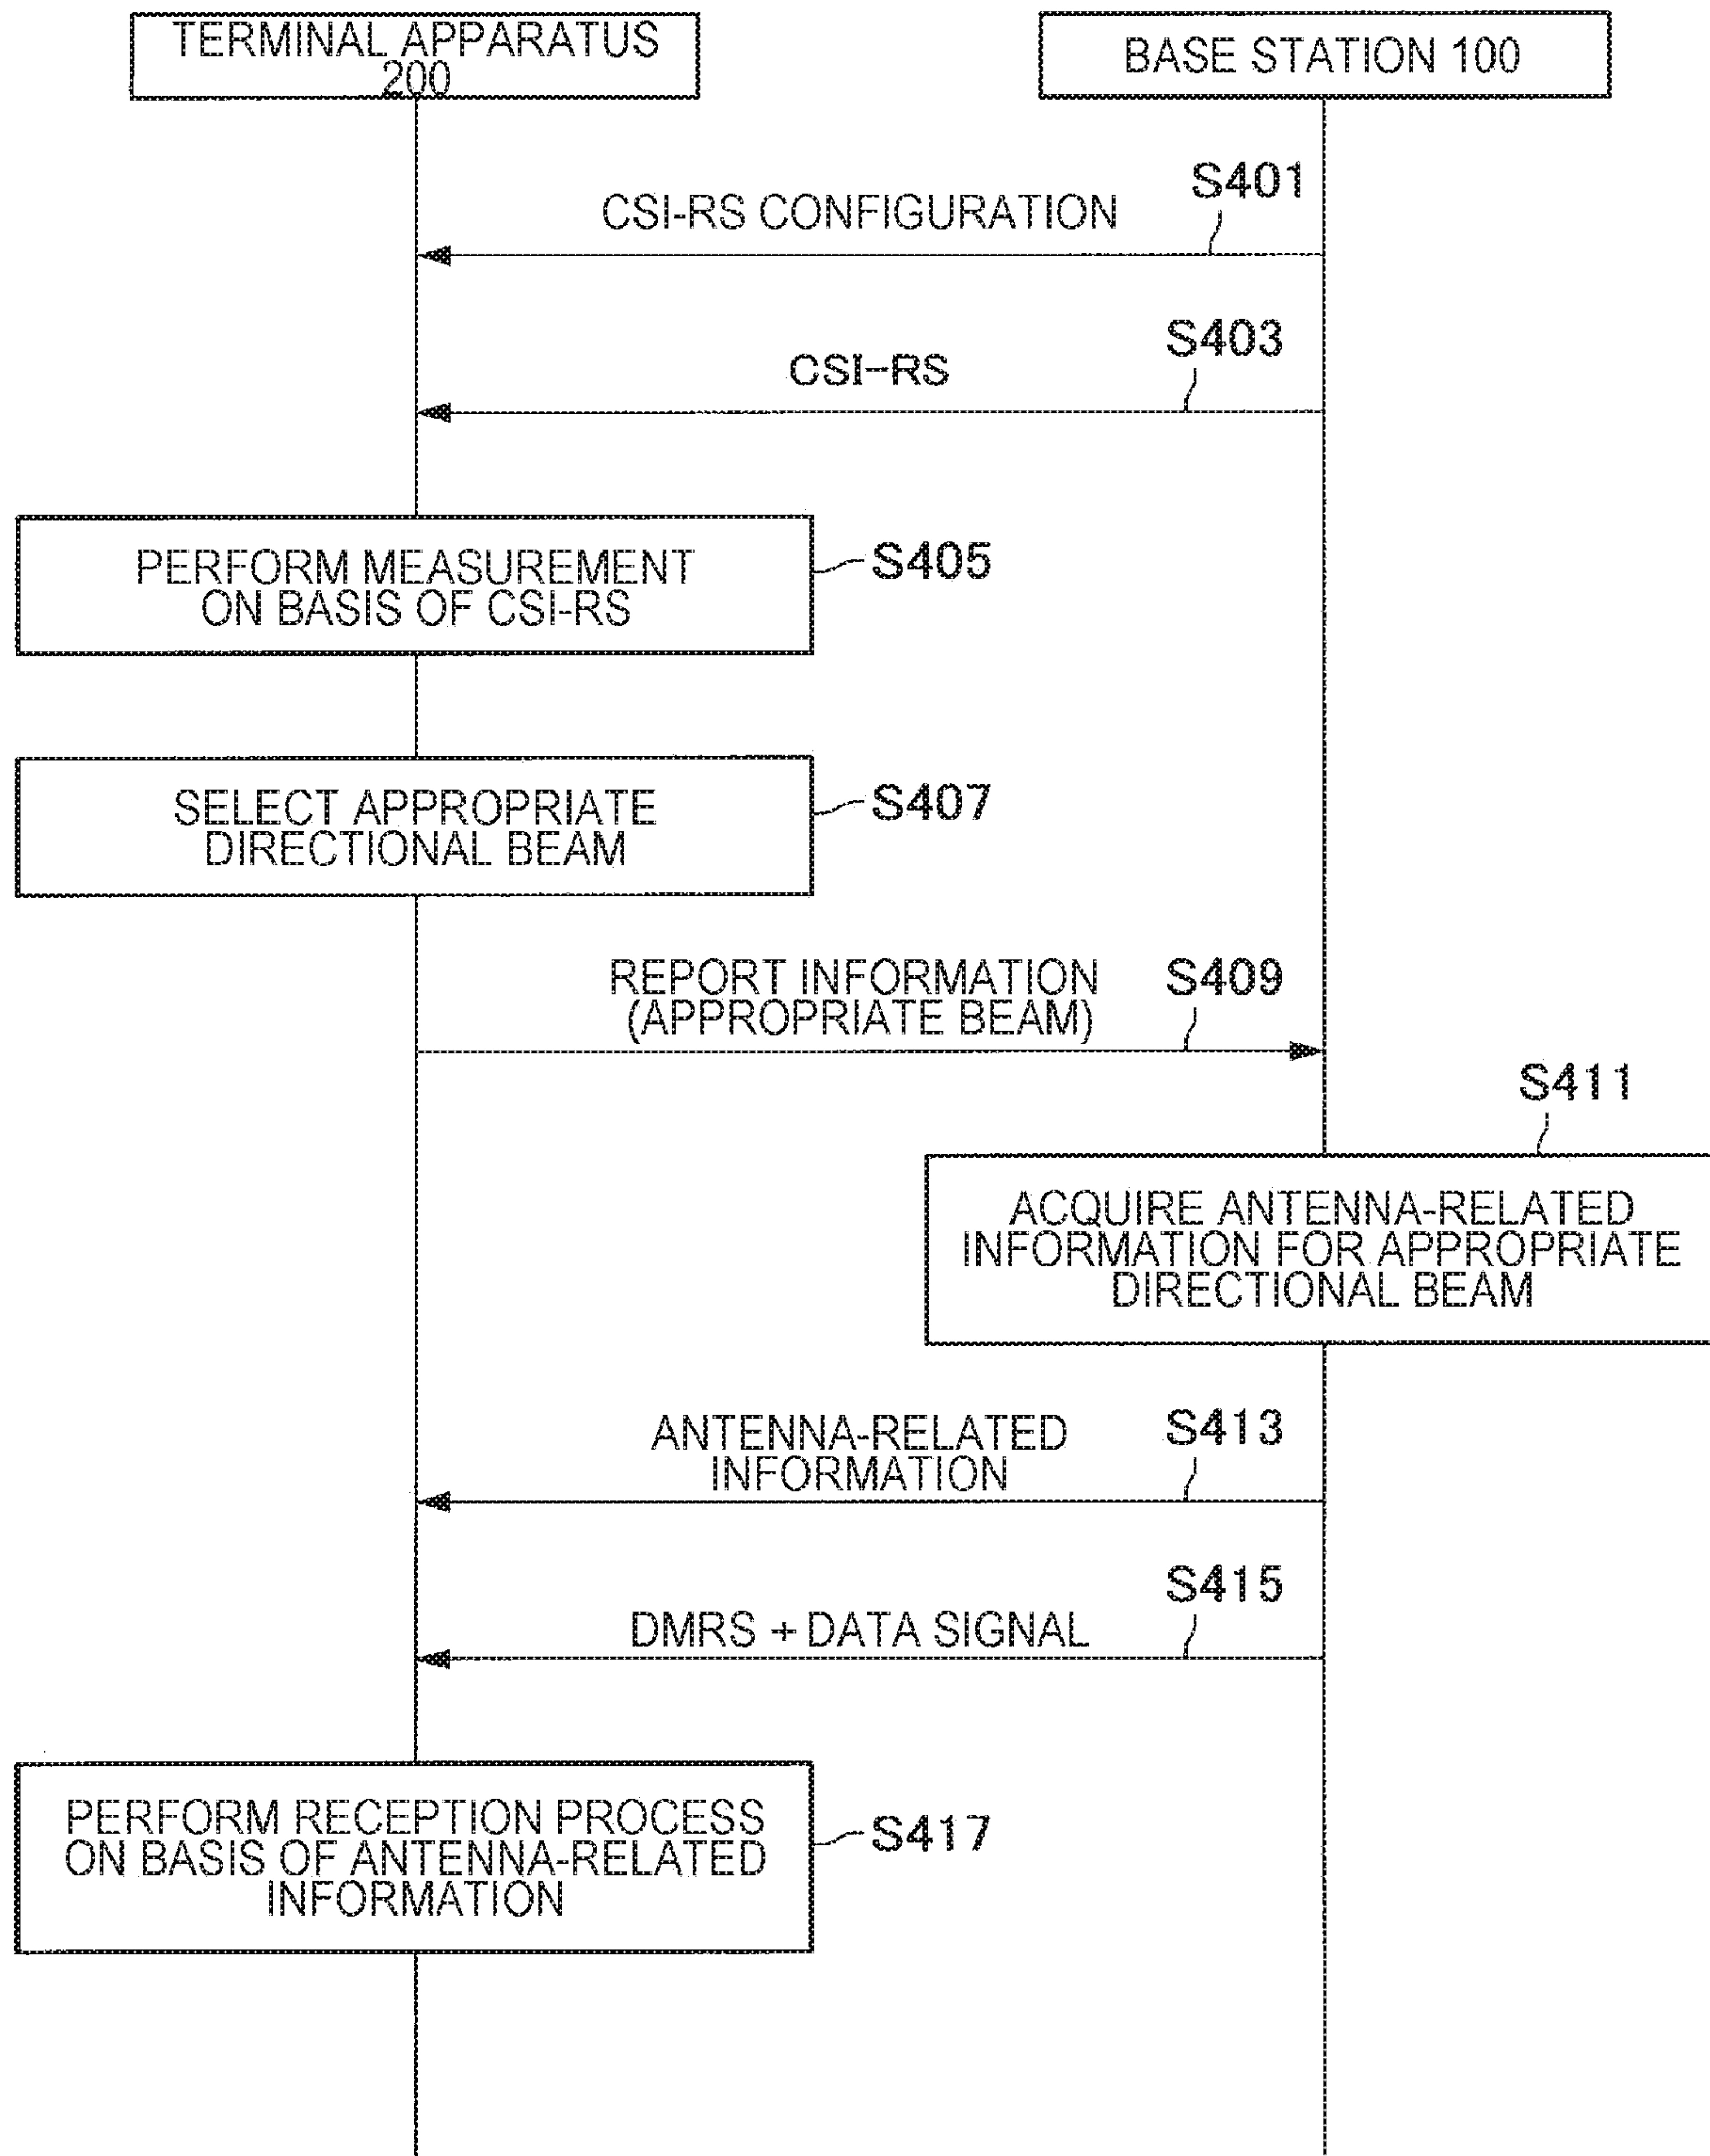 TERMINAL APPARATUS
200
BASE STATION 100
S401
CSI-RS CONFIGURATION
S403
CSI-RS
PERFORM MEASUREMENT
ON BASIS OF CSI-RS
S405
SELECT APPROPRIATE
DIRECTIONAL BEAM
S407
REPORT INFORMATION
(APPROPRIATE BEAM)
S409
S411
ACQUIRE ANTENNA-RELATED
INFORMATION FOR APPROPRIATE
DIRECTIONAL BEAM
ANTENNA-RELATED
INFORMATION
S413
S415
DMRS + DATA SIGNAL
PERFORM RECEPTION PROCESS
ON BASIS OF ANTENNA-RELATED
INFORMATION
S417